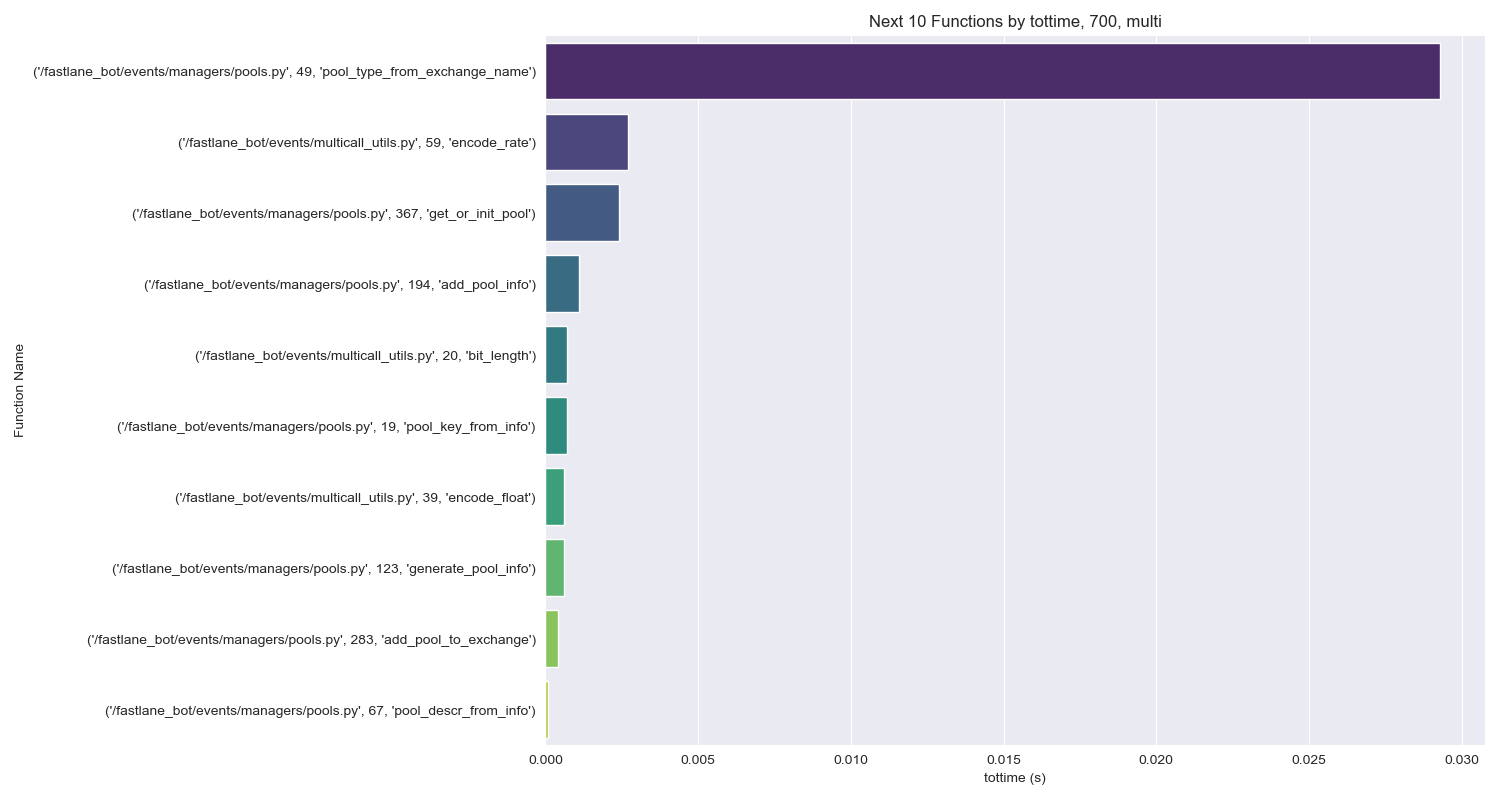 Next 10 Functions by tottime, 700, multi
Function Name
('/fastlane_bot/events/managers/pools.py', 49, 'pool_type_from_exchange_name')
('/fastlane_bot/events/multicall_utils.py', 59, 'encode_rate')
('/fastlane_bot/events/managers/pools.py', 367, 'get_or_init_pool')
('/fastlane_bot/events/managers/pools.py', 194, 'add_pool_info')
('/fastlane_bot/events/multicall_utils.py', 20, 'bit_length')
('/fastlane_bot/events/managers/pools.py', 19, 'pool_key_from_info')
('/fastlane_bot/events/multicall_utils.py', 39, 'encode_float')
('/fastlane_bot/events/managers/pools.py', 123, 'generate_pool_info')
('/fastlane_bot/events/managers/pools.py', 283, 'add_pool_to_exchange')
('/fastlane_bot/events/managers/pools.py', 67, 'pool_descr_from_info')
0.000 0.005 0.010 0.015 0.020 0.025 0.030
tottime (s)